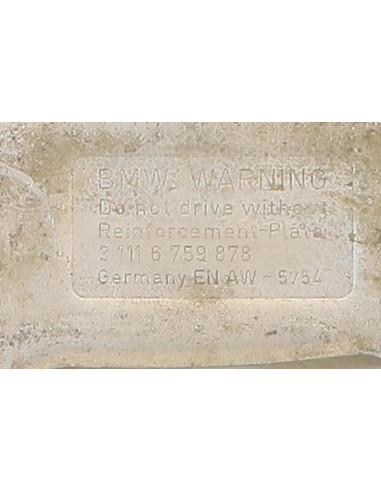 BMW: WARNING
Do not drive without
Reinforcement-Plate
3 111 6 759 878
Germany EN AW - 5754